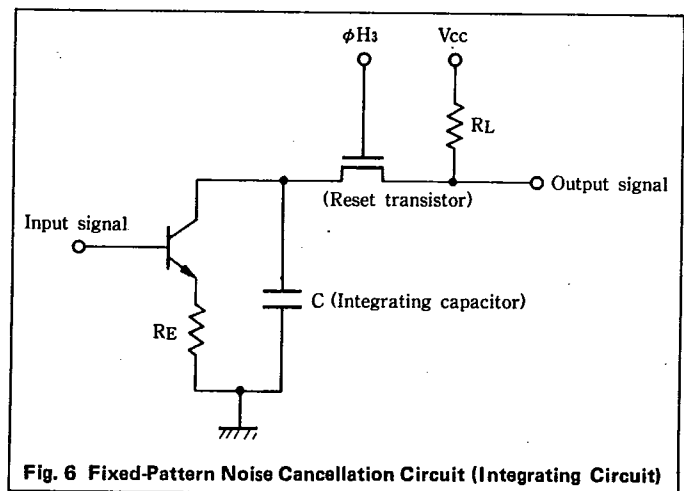 φH3 Vcc
RL
Output signal
(Reset transistor)
Input signal
C (Integrating capacitor)
RE
Fig. 6 Fixed-Pattern Noise Cancellation Circuit (Integrating Circuit)